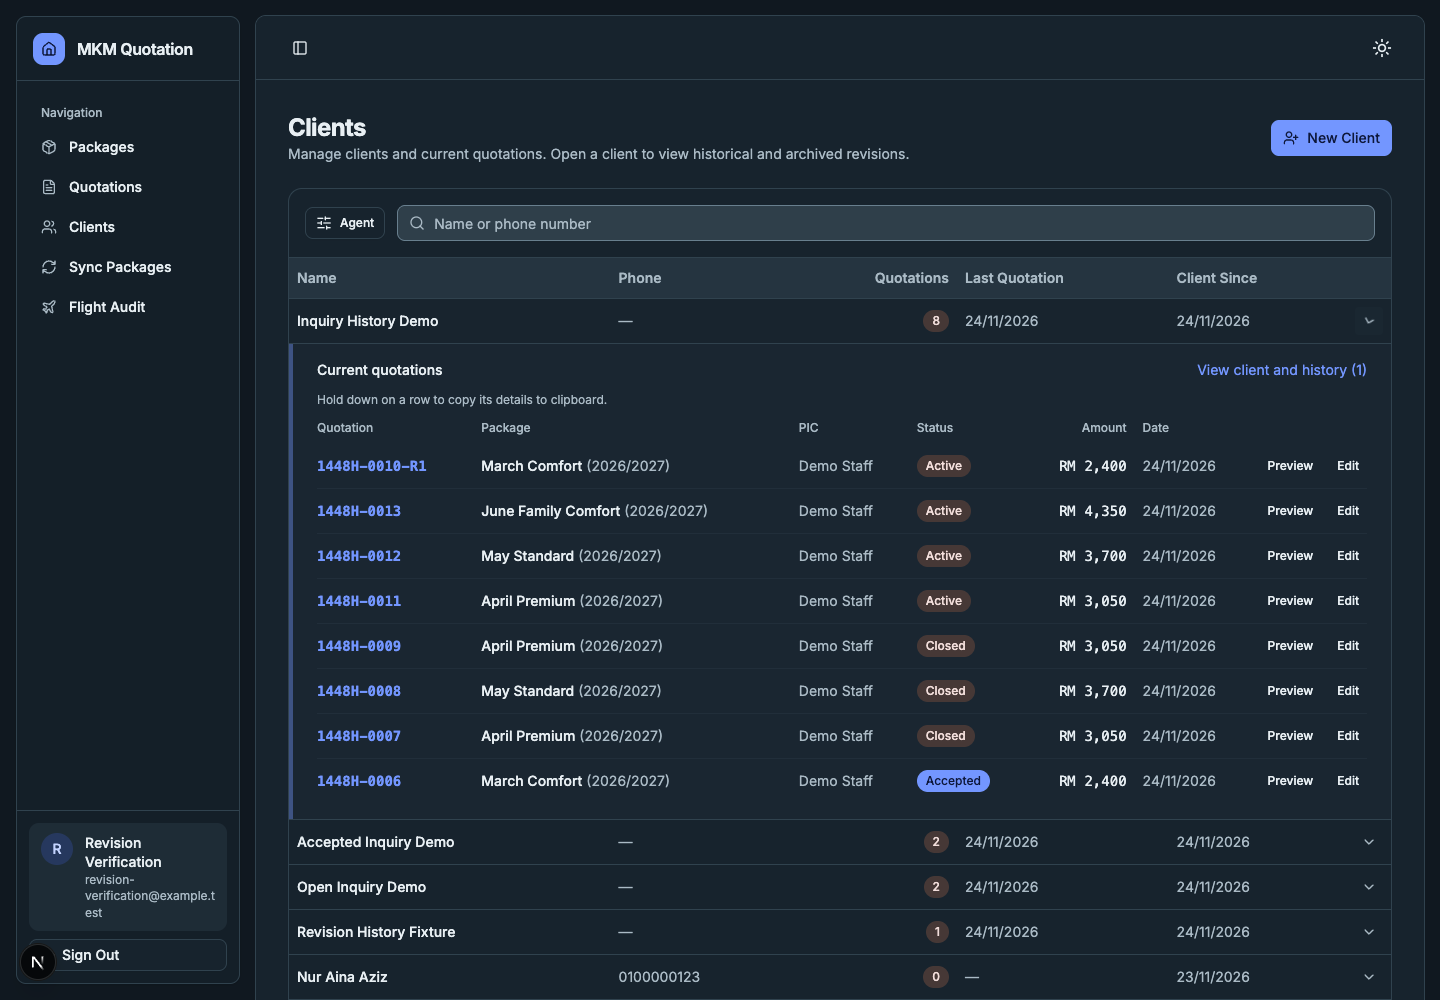 MKM Quotation
Navigation
Packages
Quotations
Clients
Sync Packages
Flight Audit
Revision
Verification
revision-
verification@example.t
est
N
Sign Out
Clients
Manage clients and current quotations. Open a client to view historical and archived revisions.
New Client
Agent
Name or phone number
Name Phone Quotations Last Quotation Client Since
Inquiry History Demo — 8 24/11/2026 24/11/2026
Current quotations View client and history (1)
Hold down on a row to copy its details to clipboard.
Quotation Package PIC Status Amount Date
1448H-0010-R1 March Comfort (2026/2027) Demo Staff Active RM 2,400 24/11/2026 Preview Edit
1448H-0013 June Family Comfort (2026/2027) Demo Staff Active RM 4,350 24/11/2026 Preview Edit
1448H-0012 May Standard (2026/2027) Demo Staff Active RM 3,700 24/11/2026 Preview Edit
1448H-0011 April Premium (2026/2027) Demo Staff Active RM 3,050 24/11/2026 Preview Edit
1448H-0009 April Premium (2026/2027) Demo Staff Closed RM 3,050 24/11/2026 Preview Edit
1448H-0008 May Standard (2026/2027) Demo Staff Closed RM 3,700 24/11/2026 Preview Edit
1448H-0007 April Premium (2026/2027) Demo Staff Closed RM 3,050 24/11/2026 Preview Edit
1448H-0006 March Comfort (2026/2027) Demo Staff Accepted RM 2,400 24/11/2026 Preview Edit
Accepted Inquiry Demo — 2 24/11/2026 24/11/2026
Open Inquiry Demo — 2 24/11/2026 24/11/2026
Revision History Fixture — 1 24/11/2026 24/11/2026
Nur Aina Aziz 0100000123 0 — 23/11/2026
R